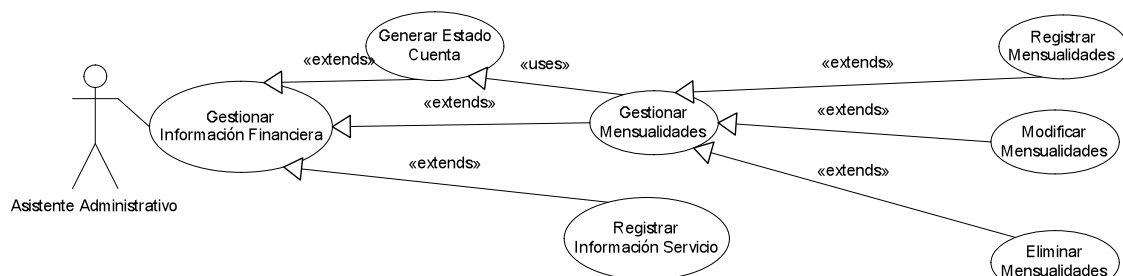 Generar Estado
Cuenta
«extends»
«uses»
Registrar
Mensualidades
«extends»
«extends»
Gestionar
Información Financiera
Gestionar
Mensualidades
«extends»
Modificar
Mensualidades
«extends»
«extends»
Asistente Administrativo
Registrar
Información Servicio
Eliminar
Mensualidades